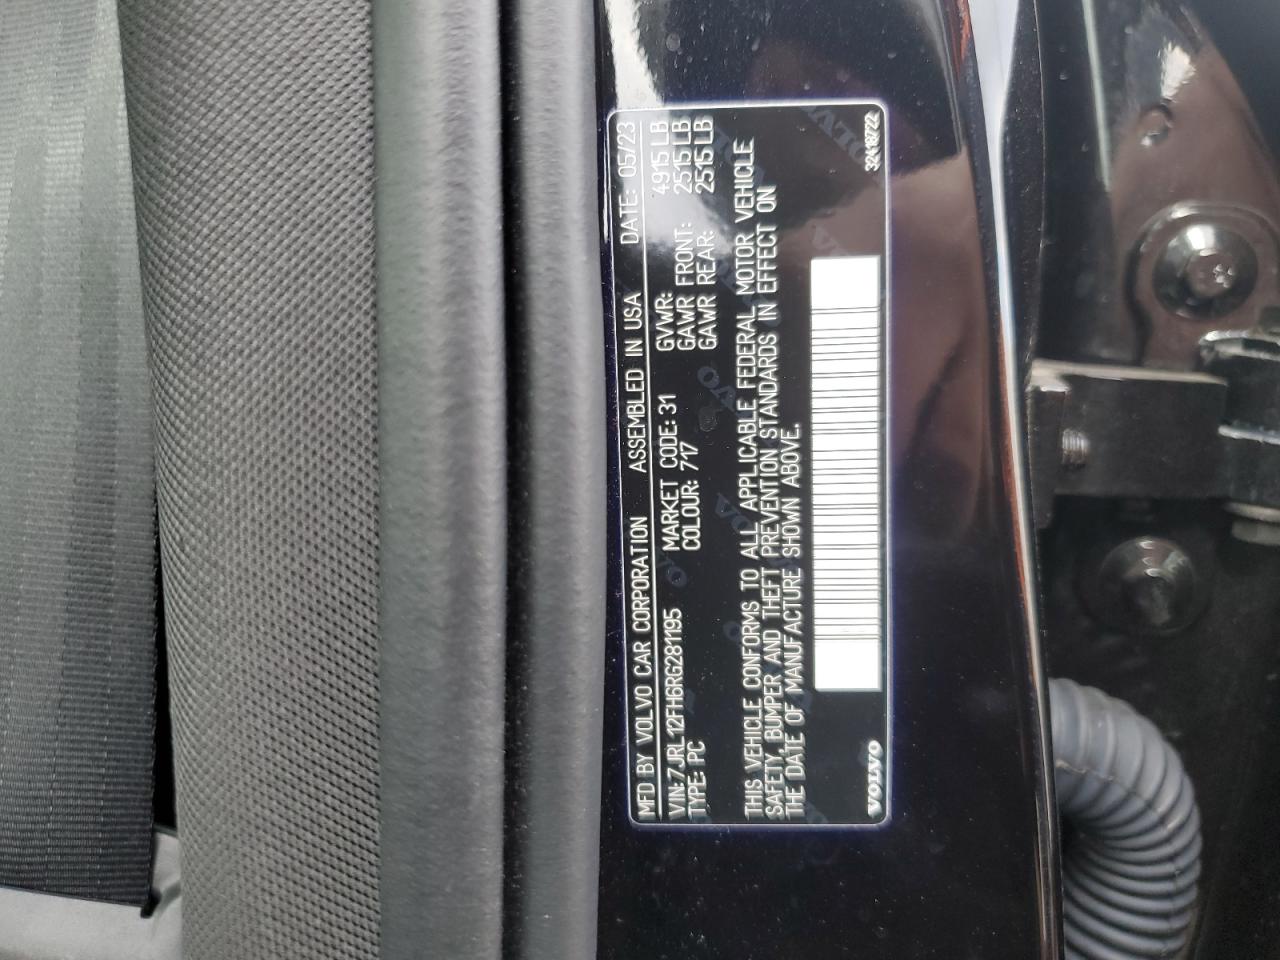 MFD BY VOLVO CAR CORPORATION ASSEMBLED IN USA DATE: 05/23
VIN:7JRL12FH6RG281195 MARKET CODE: 31 GVWR: 4915 LB
TYPE: PC COLOUR: 717 GAWR FRONT: 2515 LB
GAWR REAR: 2515 LB
THIS VEHICLE CONFORMS TO ALL APPLICABLE FEDERAL MOTOR VEHICLE
SAFETY, BUMPER AND THEFT PREVENTION STANDARDS IN EFFECT ON
THE DATE OF MANUFACTURE SHOWN ABOVE.
VOLVO 32418722